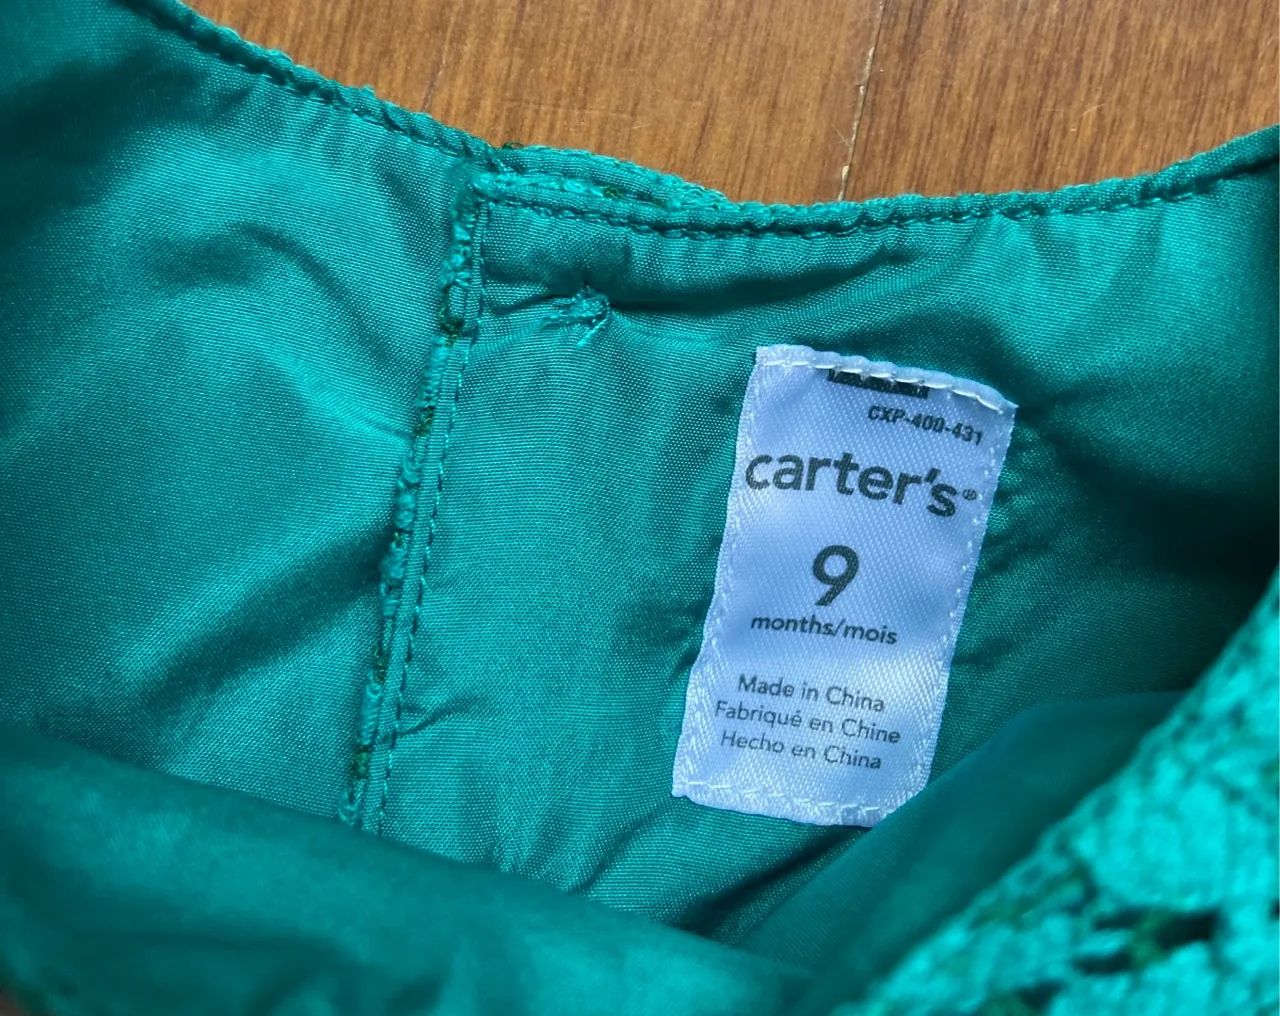 CXP-400-431
carter's®
9
months/mois
Made in China
Fabriqué en Chine
Hecho en China